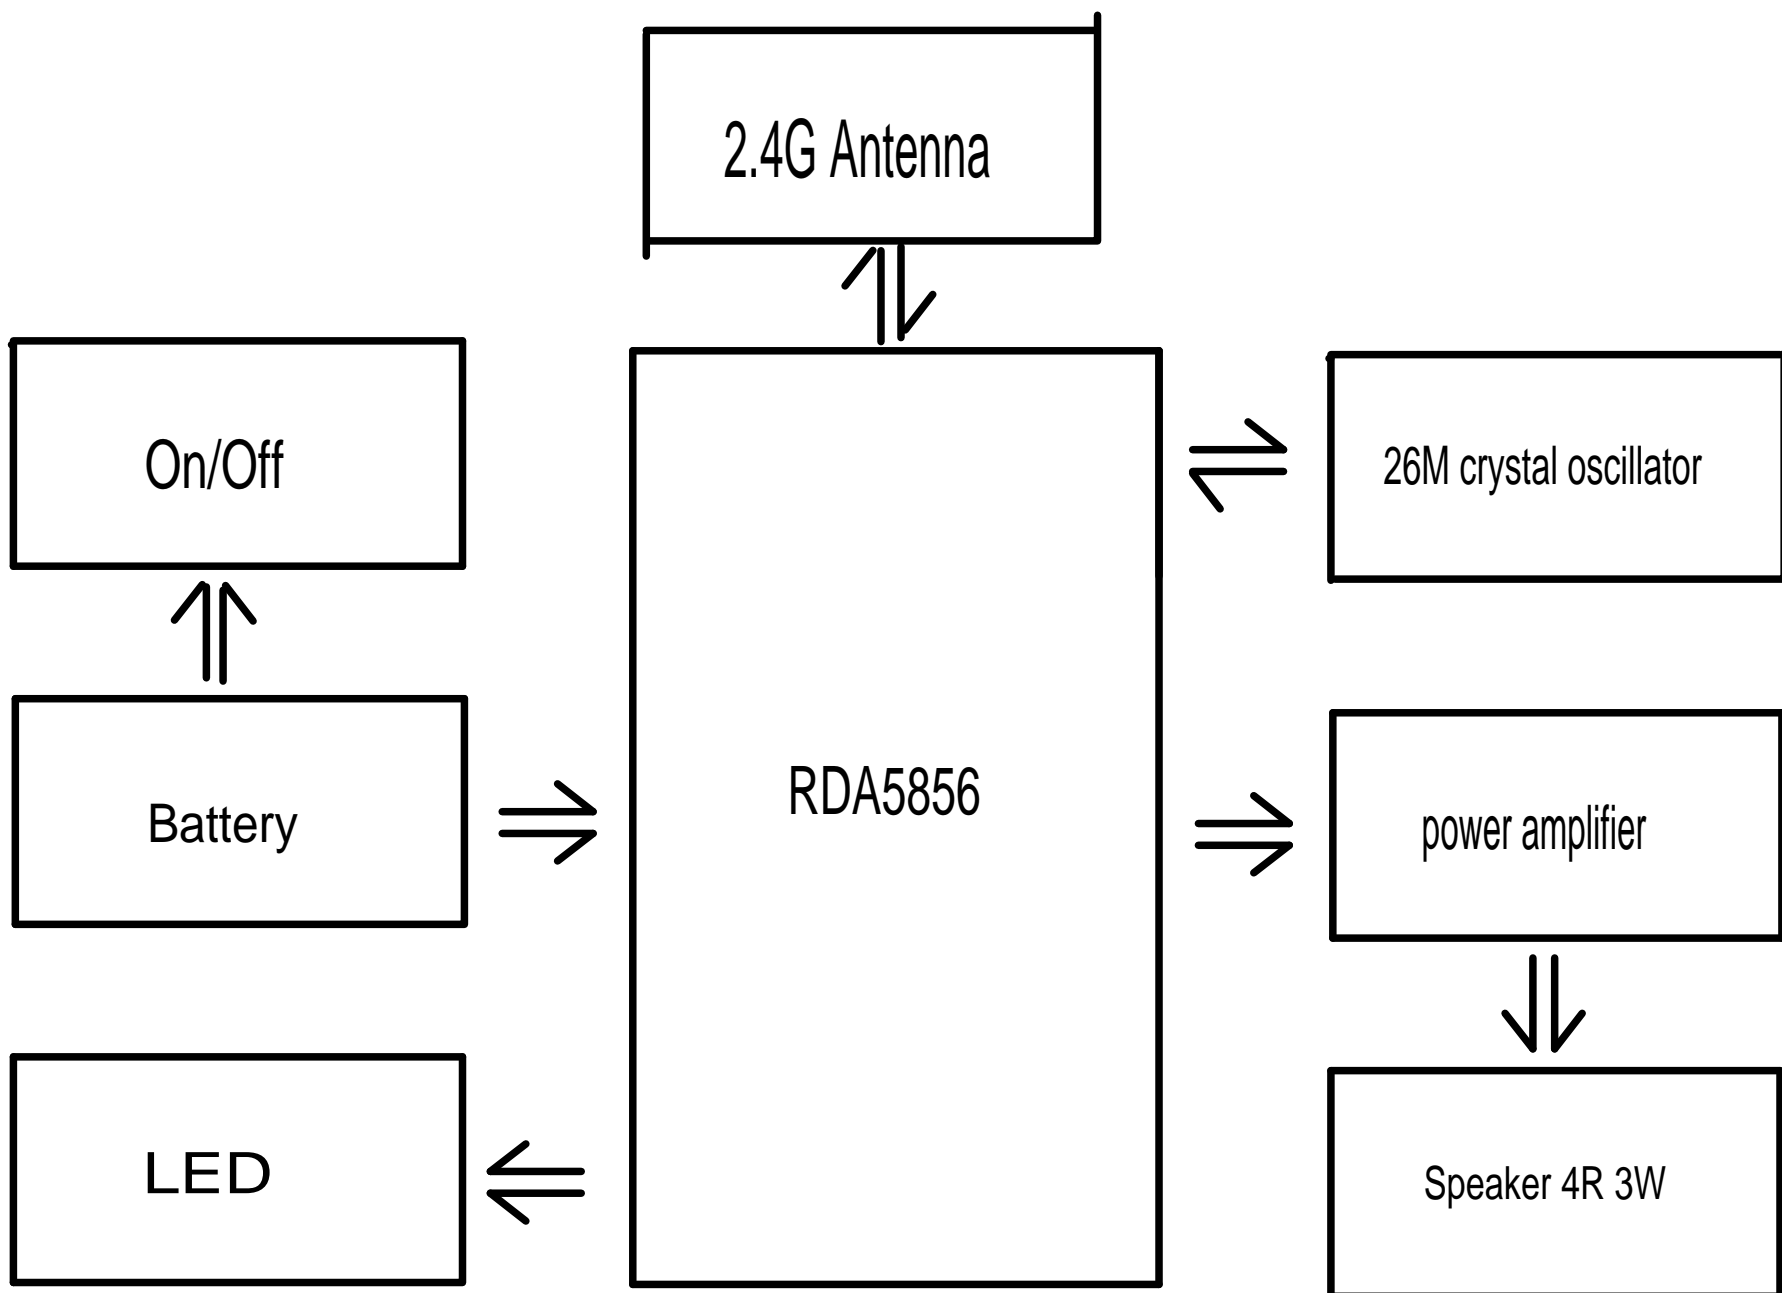 2.4G Antenna
On/Off
26M crystal oscillator
RDA5856
Battery
power amplifier
LED
Speaker 4R 3W